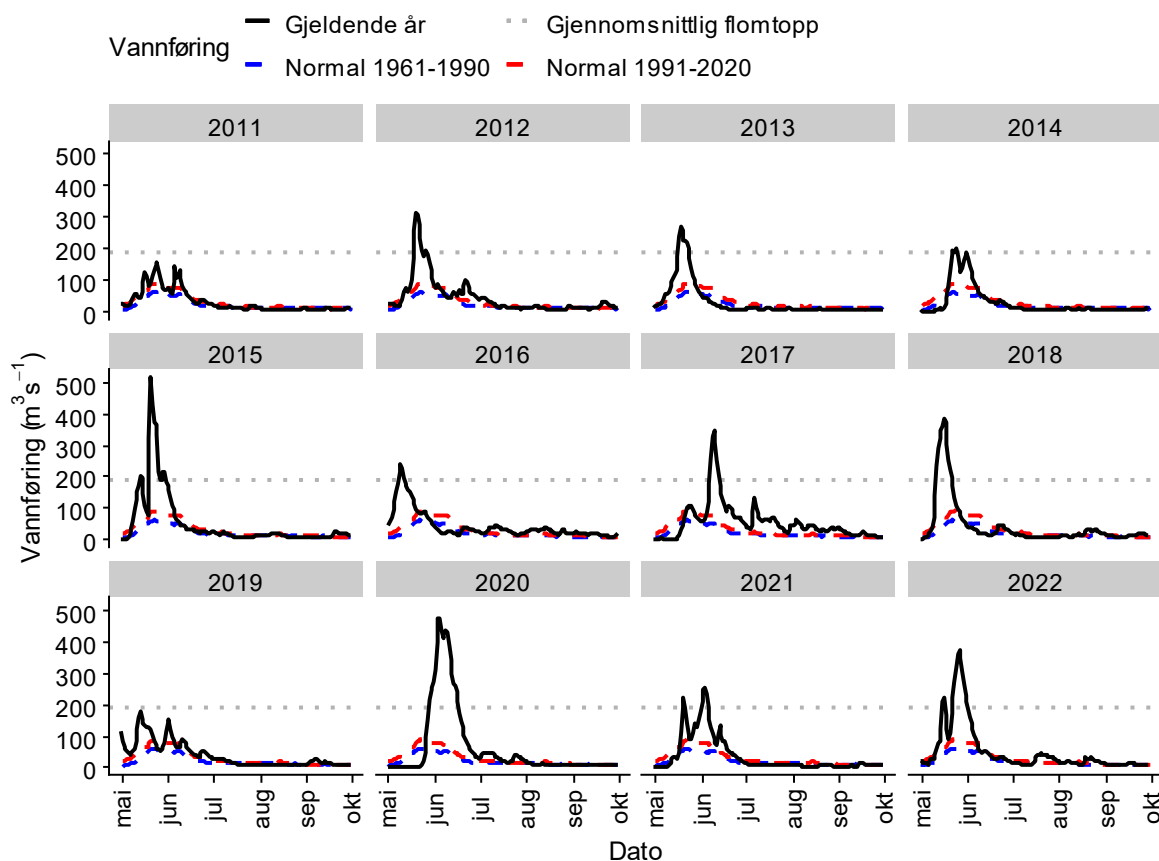 Vannføring
Gjeldende år
Gjennomsnittlig flomtopp
Normal 1961-1990
Normal 1991-2020
2011 2012 2013 2014
500
400
300
200
100
0
2015 2016 2017 2018
500
400
300
200
100
0
2019 2020 2021 2022
500
400
300
200
100
0
Vannføring (m³s⁻¹)
mai jun jul aug sep okt mai jun jul aug sep okt mai jun jul aug sep okt mai jun jul aug sep okt
Dato